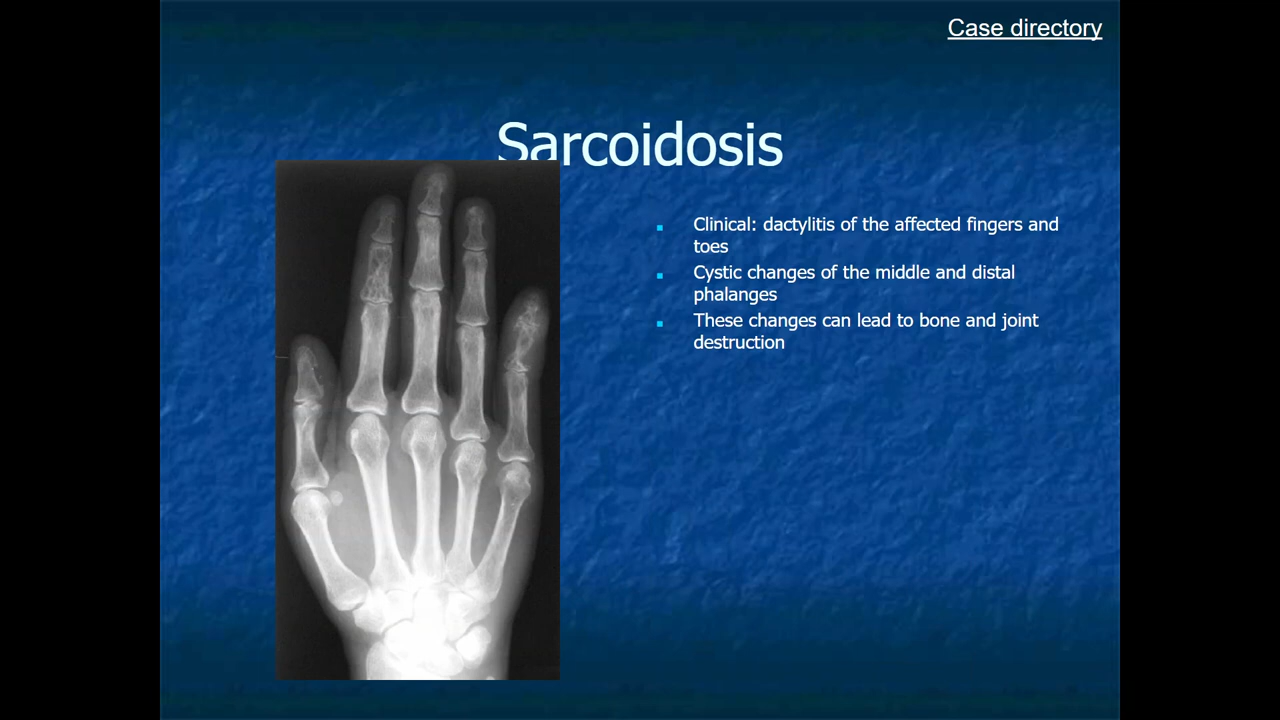 Case directory
Sarcoidosis
Clinical: dactylitis of the affected fingers and
toes
Cystic changes of the middle and distal
phalanges
These changes can lead to bone and joint
destruction